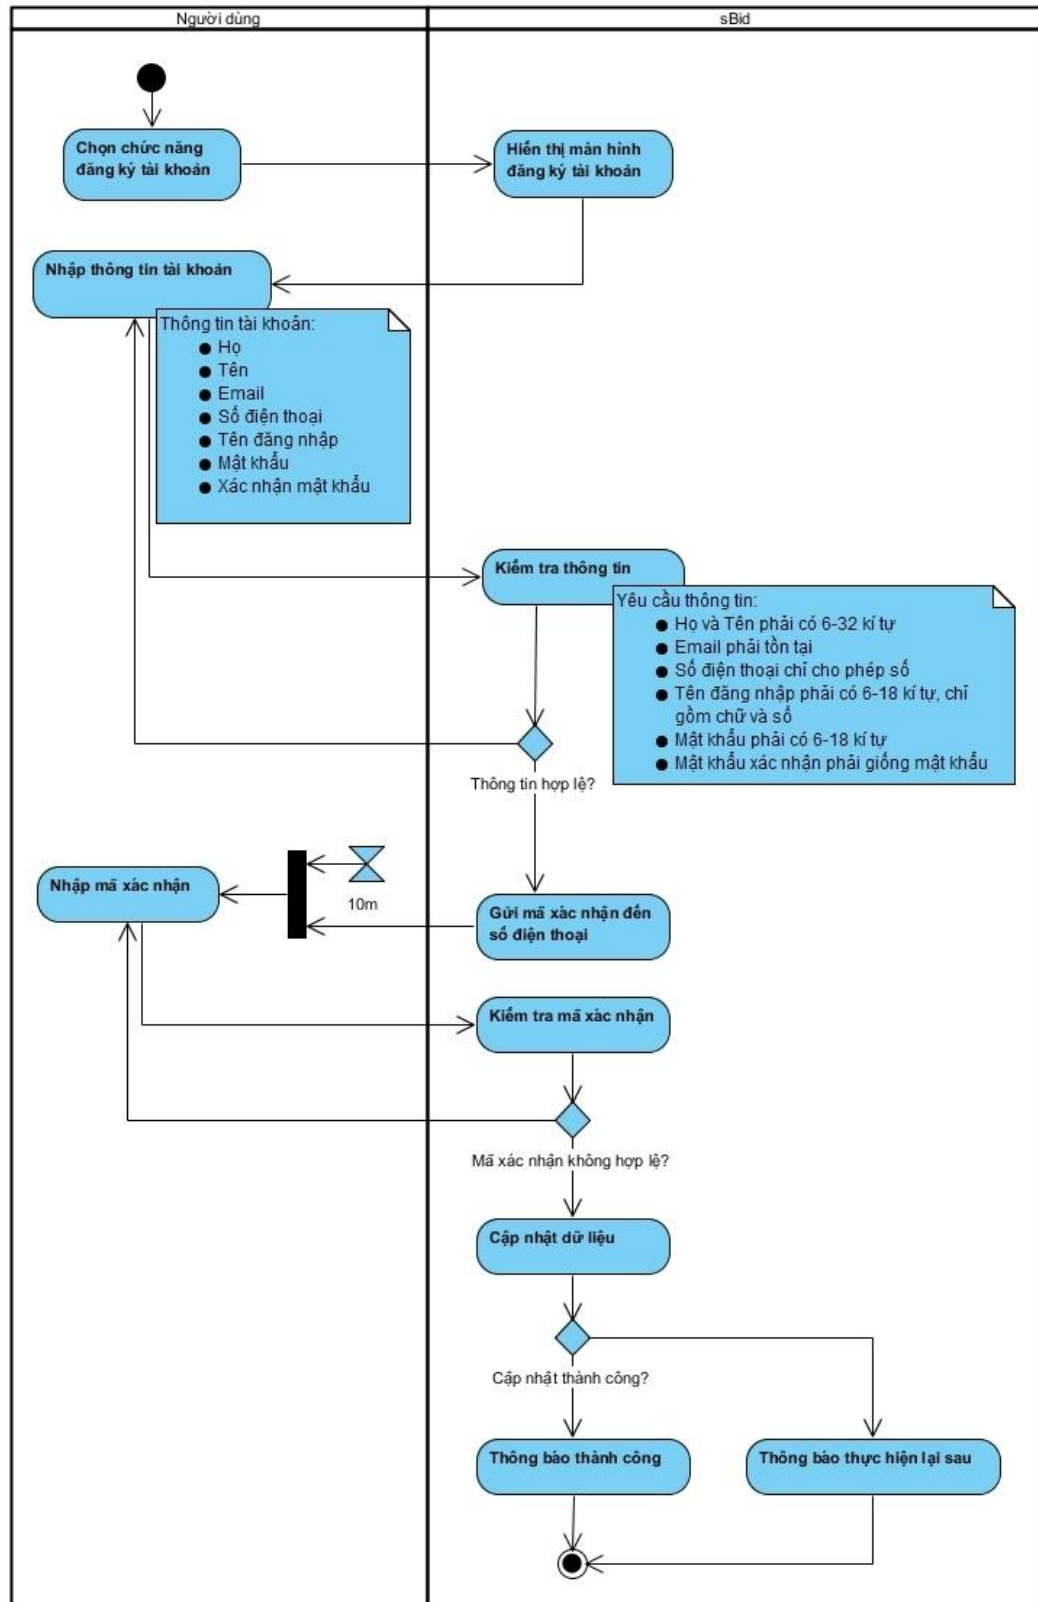 Người dùng
sBid
Chọn chức năng
đăng ký tài khoản
Hiển thị màn hình
đăng ký tài khoản
Nhập thông tin tài khoản
Thông tin tài khoản:
● Họ
● Tên
● Email
● Số điện thoại
● Tên đăng nhập
● Mật khẩu
● Xác nhận mật khẩu
Kiểm tra thông tin
Yêu cầu thông tin:
● Họ và Tên phải có 6-32 kí tự
● Email phải tồn tại
● Số điện thoại chỉ cho phép số
● Tên đăng nhập phải có 6-18 kí tự, chỉ
gồm chữ và số
● Mật khẩu phải có 6-18 kí tự
● Mật khẩu xác nhận phải giống mật khẩu
Thông tin hợp lệ?
Nhập mã xác nhận
10m
Gửi mã xác nhận đến
số điện thoại
Kiểm tra mã xác nhận
Mã xác nhận không hợp lệ?
Cập nhật dữ liệu
Cập nhật thành công?
Thông báo thành công
Thông báo thực hiện lại sau